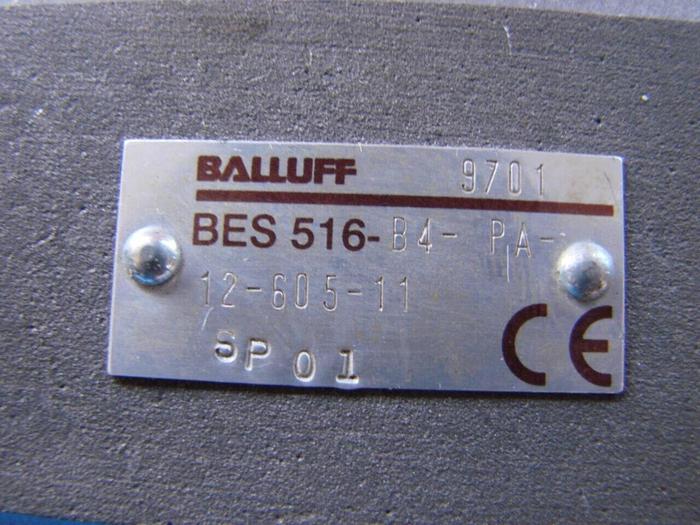 BALLUFF 9701
BES 516-B4-PA-
12-605-11
SP01
CE